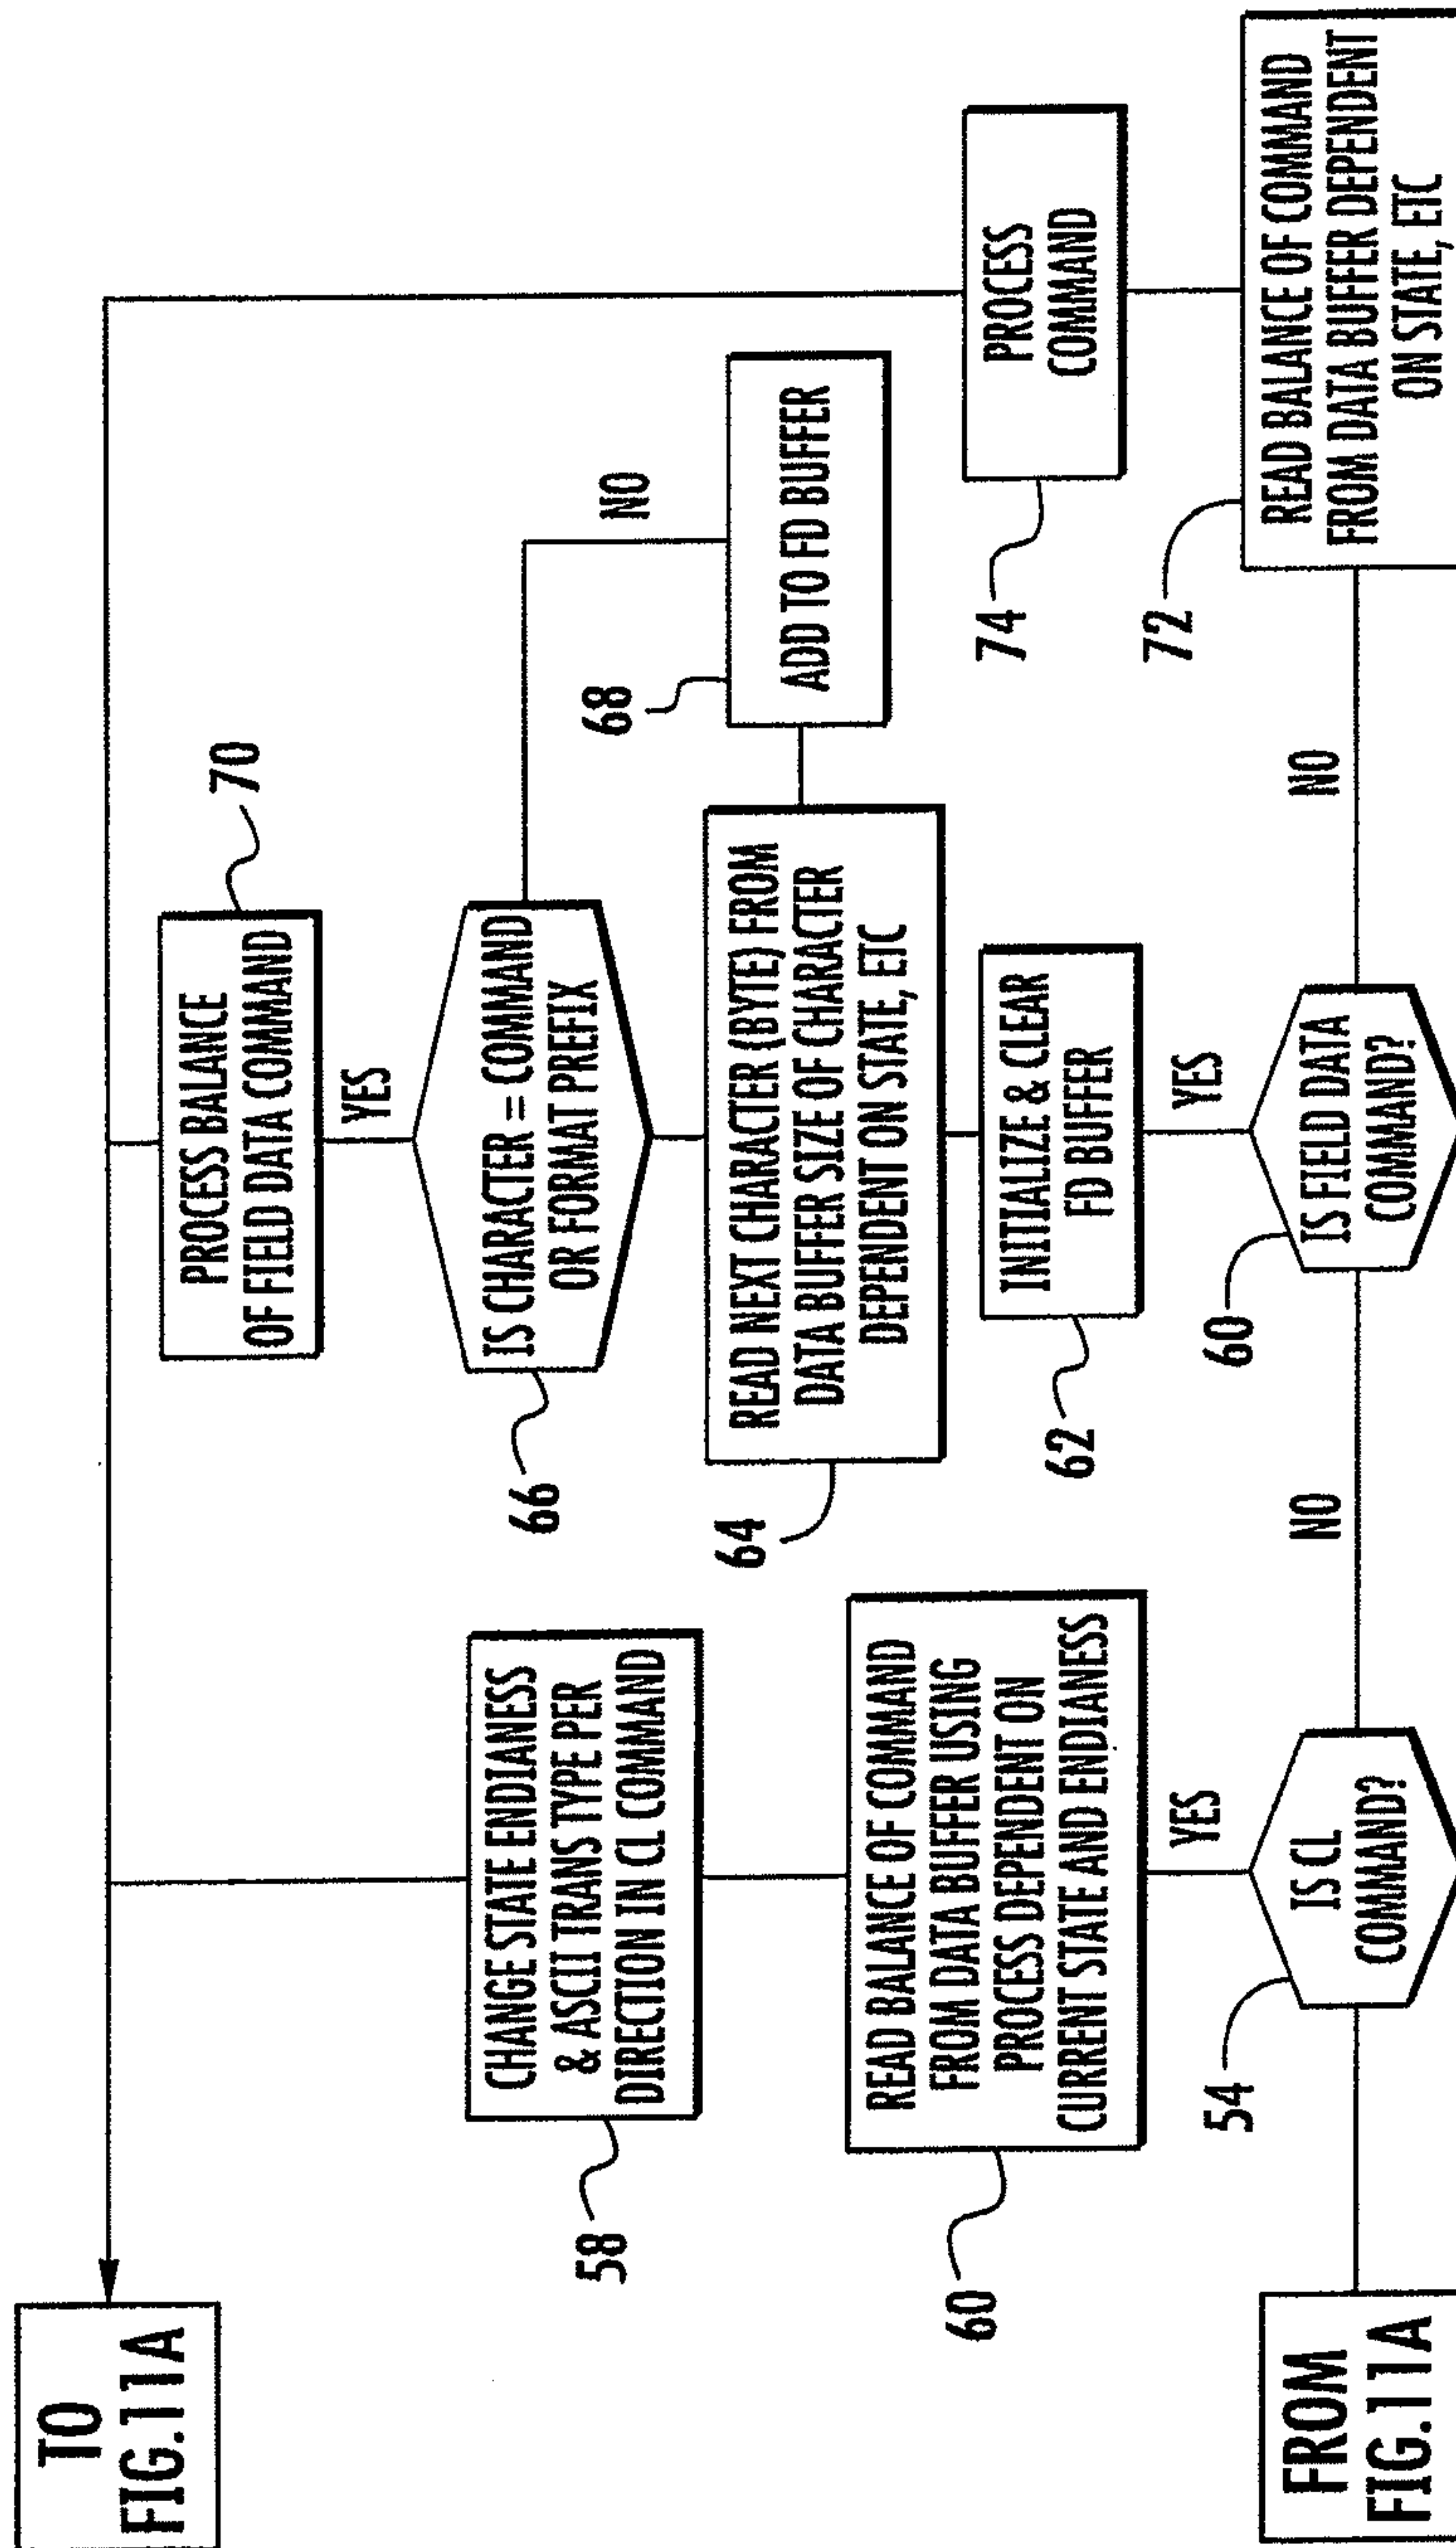 TO
FIG.11A
FROM
FIG.11A
CHANGE STATE ENDIANESS
& ASCII TRANS TYPE PER
DIRECTION IN CL COMMAND
58
READ BALANCE OF COMMAND
FROM DATA BUFFER USING
PROCESS DEPENDENT ON
CURRENT STATE AND ENDIANESS
60
YES
IS CL
COMMAND?
54
NO
PROCESS BALANCE
OF FIELD DATA COMMAND
70
YES
IS CHARACTER = COMMAND
OR FORMAT PREFIX
66
NO
ADD TO FD BUFFER
68
READ NEXT CHARACTER (BYTE) FROM
DATA BUFFER SIZE OF CHARACTER
DEPENDENT ON STATE, ETC
64
INITIALIZE & CLEAR
FD BUFFER
62
YES
IS FIELD DATA
COMMAND?
60
NO
PROCESS
COMMAND
74
READ BALANCE OF COMMAND
FROM DATA BUFFER DEPENDENT
ON STATE, ETC
72